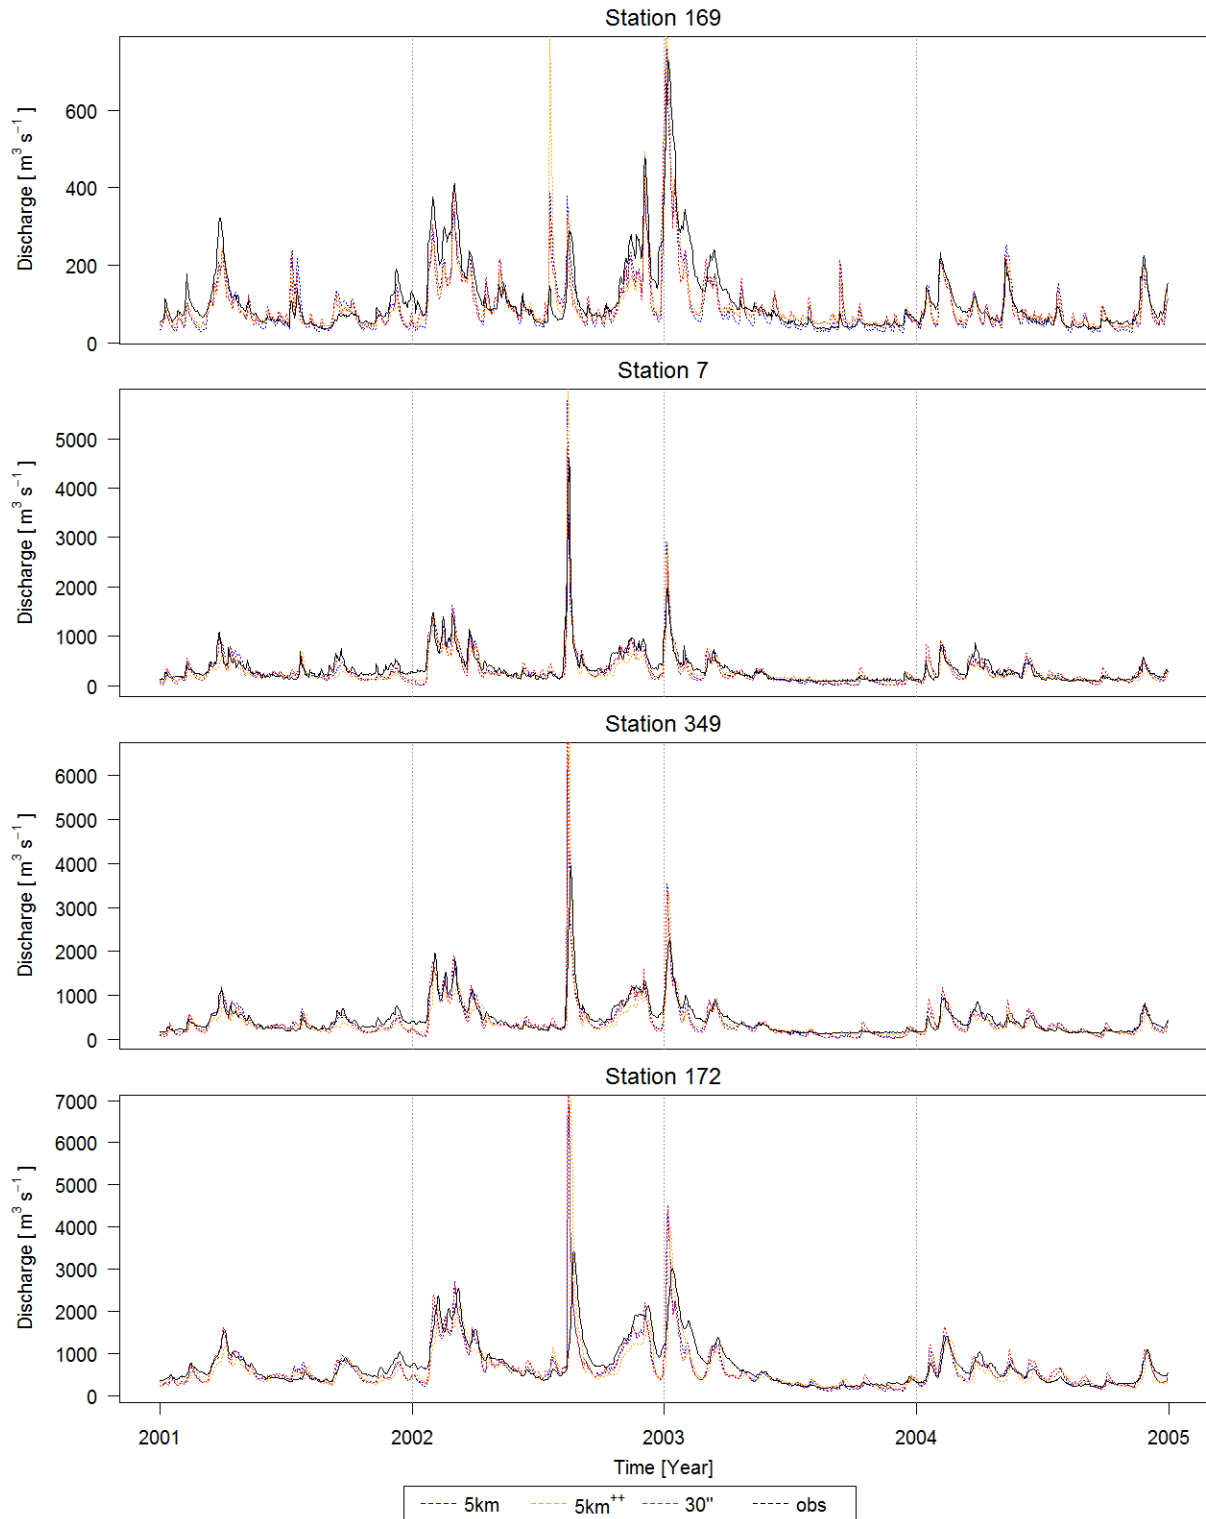 Station 169
Discharge [ m³ s⁻¹ ]
600
400
200
0
Station 7
Discharge [ m³ s⁻¹ ]
5000
4000
3000
2000
1000
0
Station 349
Discharge [ m³ s⁻¹ ]
6000
5000
4000
3000
2000
1000
0
Station 172
Discharge [ m³ s⁻¹ ]
7000
6000
5000
4000
3000
2000
1000
0
2001 2002 2003 2004 2005
Time [Year]
5km 5km⁺⁺ 30" obs